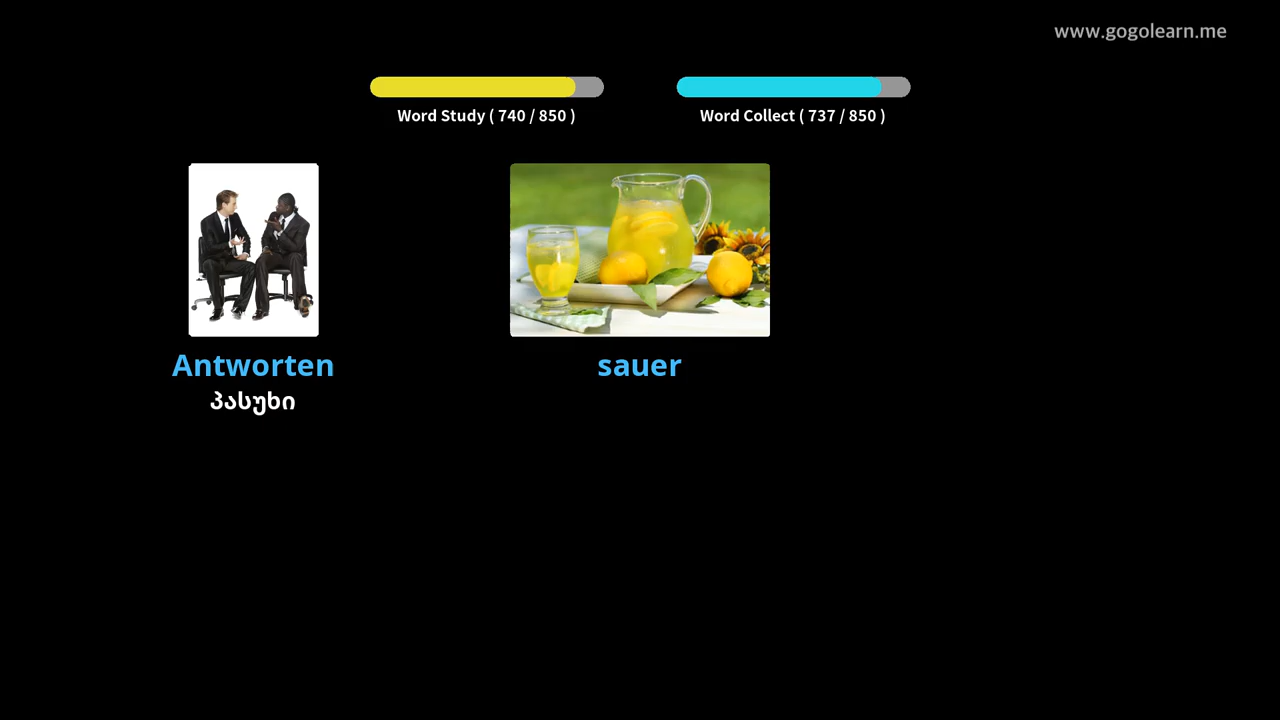 www.gogolearn.me
Word Study ( 740 / 850 )
Word Collect ( 737 / 850 )
Antworten
sauer
პასუხი